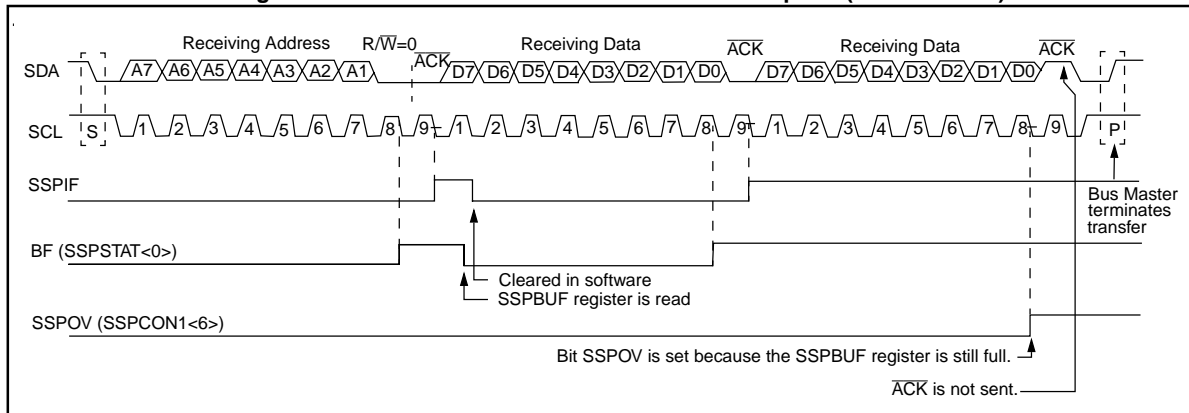 Receiving Address R/W=0 ACK Receiving Data ACK Receiving Data ACK
SDA A7 A6 A5 A4 A3 A2 A1 D7 D6 D5 D4 D3 D2 D1 D0 D7 D6 D5 D4 D3 D2 D1 D0
SCL S 1 2 3 4 5 6 7 8 9 1 2 3 4 5 6 7 8 9 1 2 3 4 5 6 7 8 9 P
SSPIF
Bus Master
terminates
transfer
BF (SSPSTAT<0>)
Cleared in software
SSPBUF register is read
SSPOV (SSPCON1<6>)
Bit SSPOV is set because the SSPBUF register is still full.
ACK is not sent.